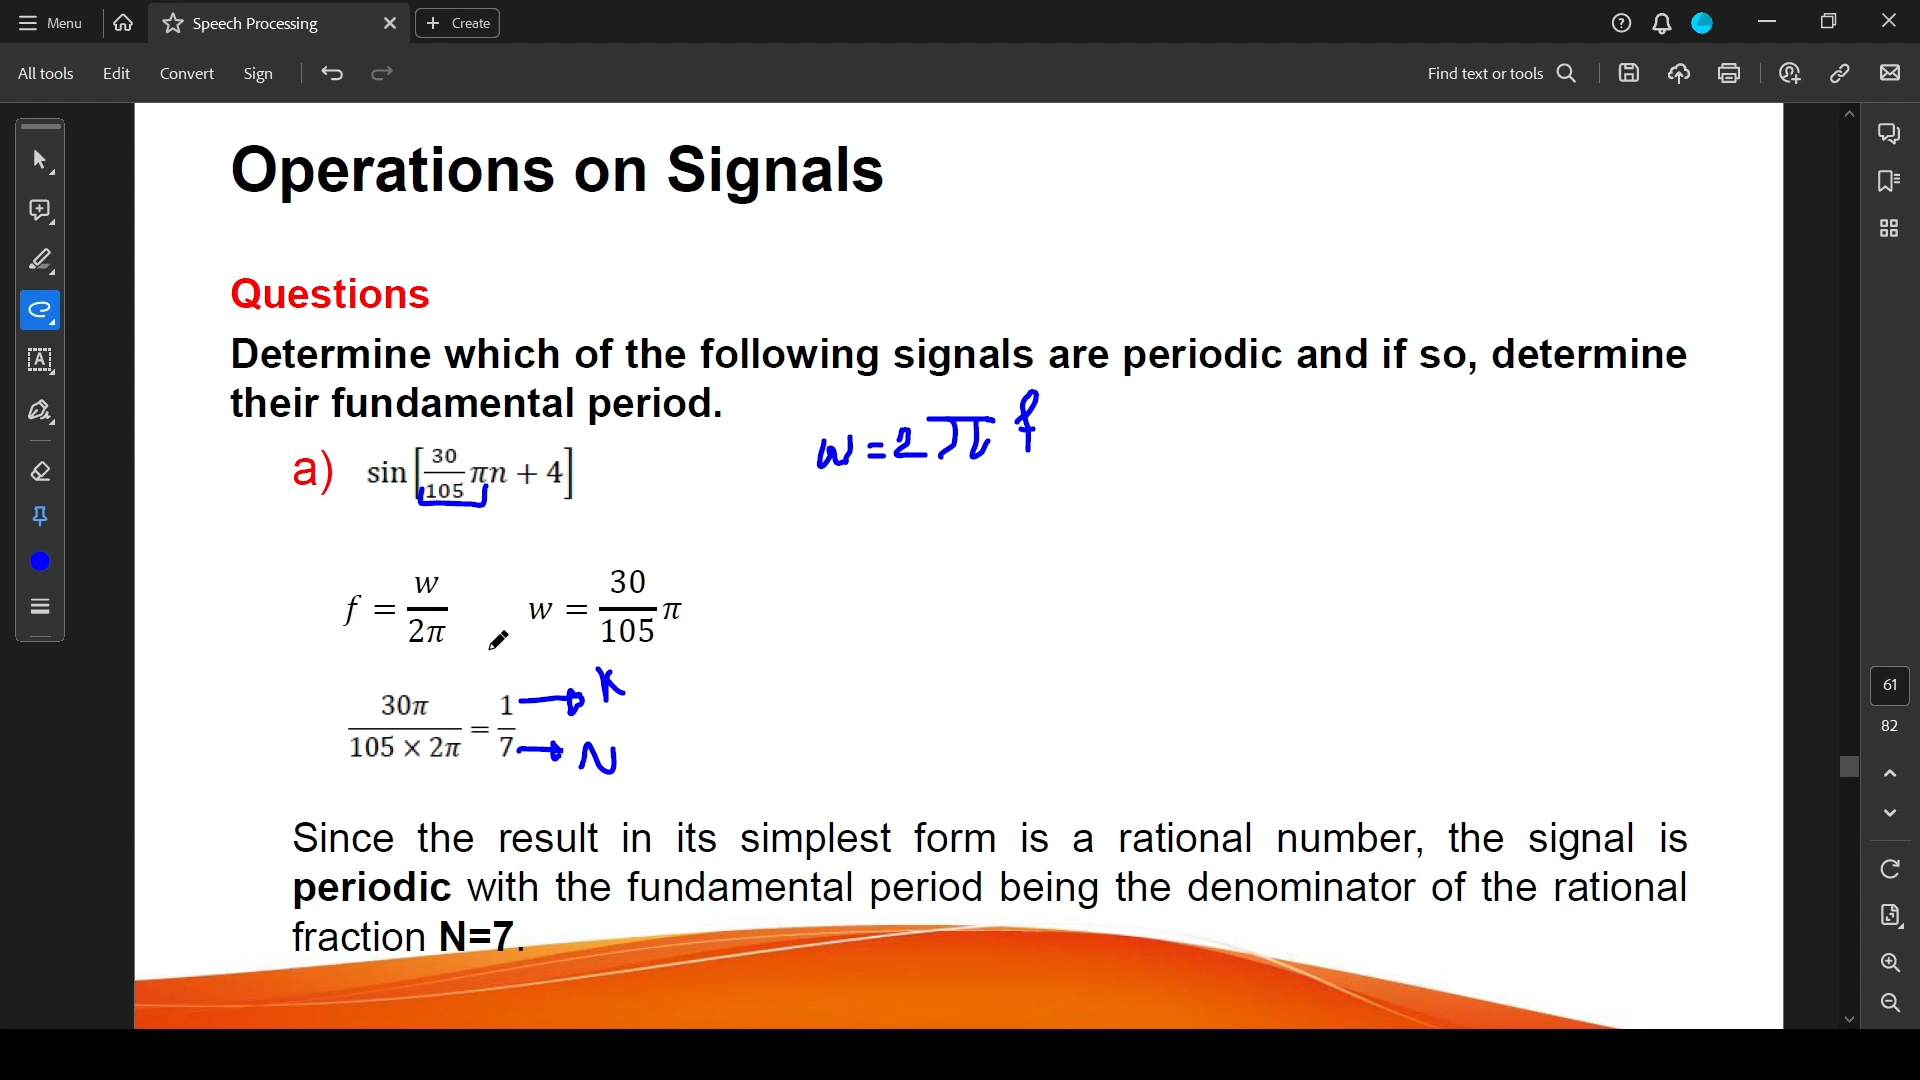 Menu Speech Processing Create
All tools Edit Convert Sign Find text or tools
Operations on Signals
Questions
Determine which of the following signals are periodic and if so, determine
their fundamental period.
w = 2π f
a) sin[30/105 πn + 4]
f = w/2π w = 30/105 π
30π/(105 × 2π) = 1/7
K
N
Since the result in its simplest form is a rational number, the signal is
periodic with the fundamental period being the denominator of the rational
fraction N=7.
61
82